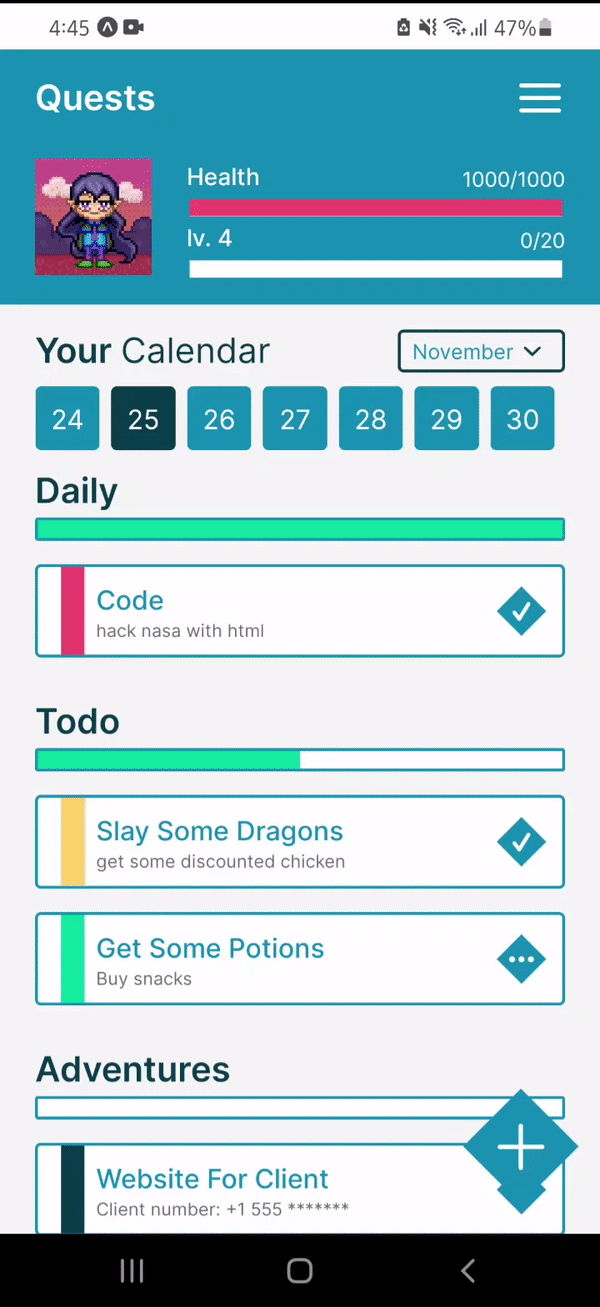 4:45 47%
Quests
Health 1000/1000
lv. 4 0/20
Your Calendar November
24 25 26 27 28 29 30
Daily
Code
hack nasa with html
Todo
Slay Some Dragons
get some discounted chicken
Get Some Potions
Buy snacks
Adventures
Website For Client
Client number: +1 555 *******